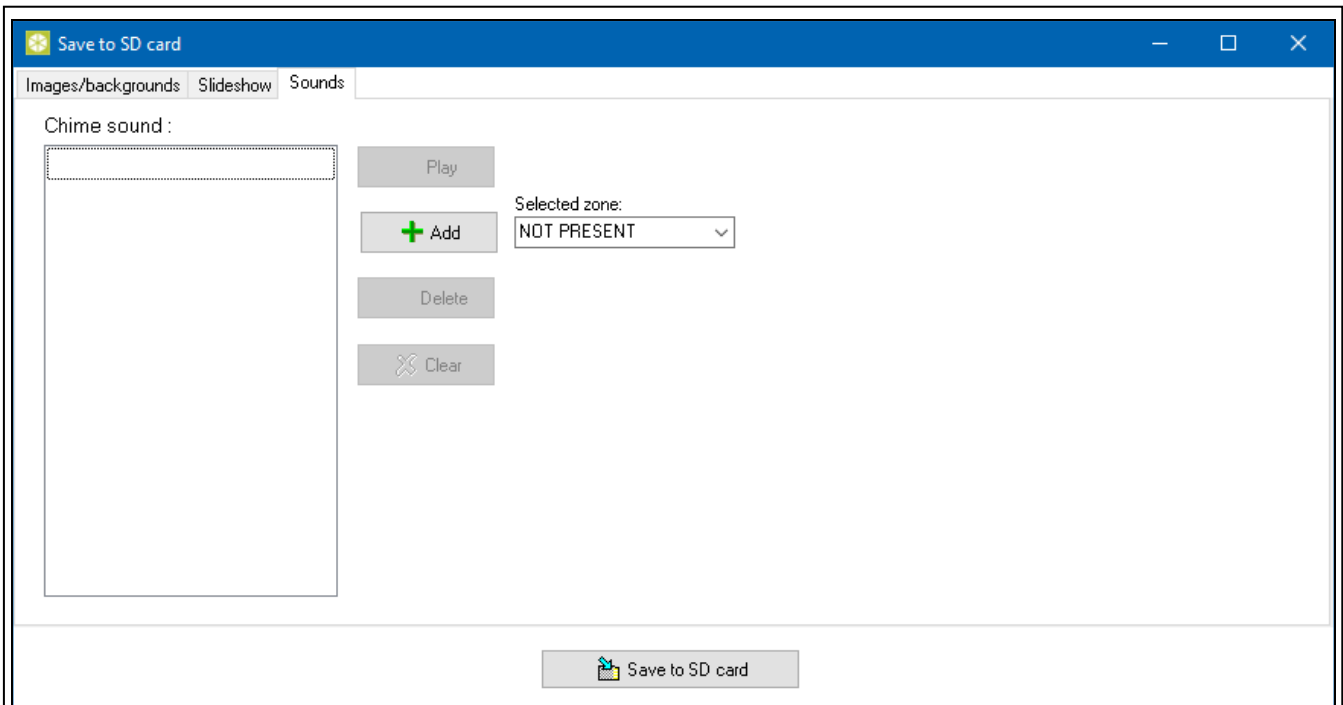 Save to SD card
Images/backgrounds Slideshow Sounds
Chime sound :
Play
Selected zone:
Add NOT PRESENT
Delete
Clear
Save to SD card